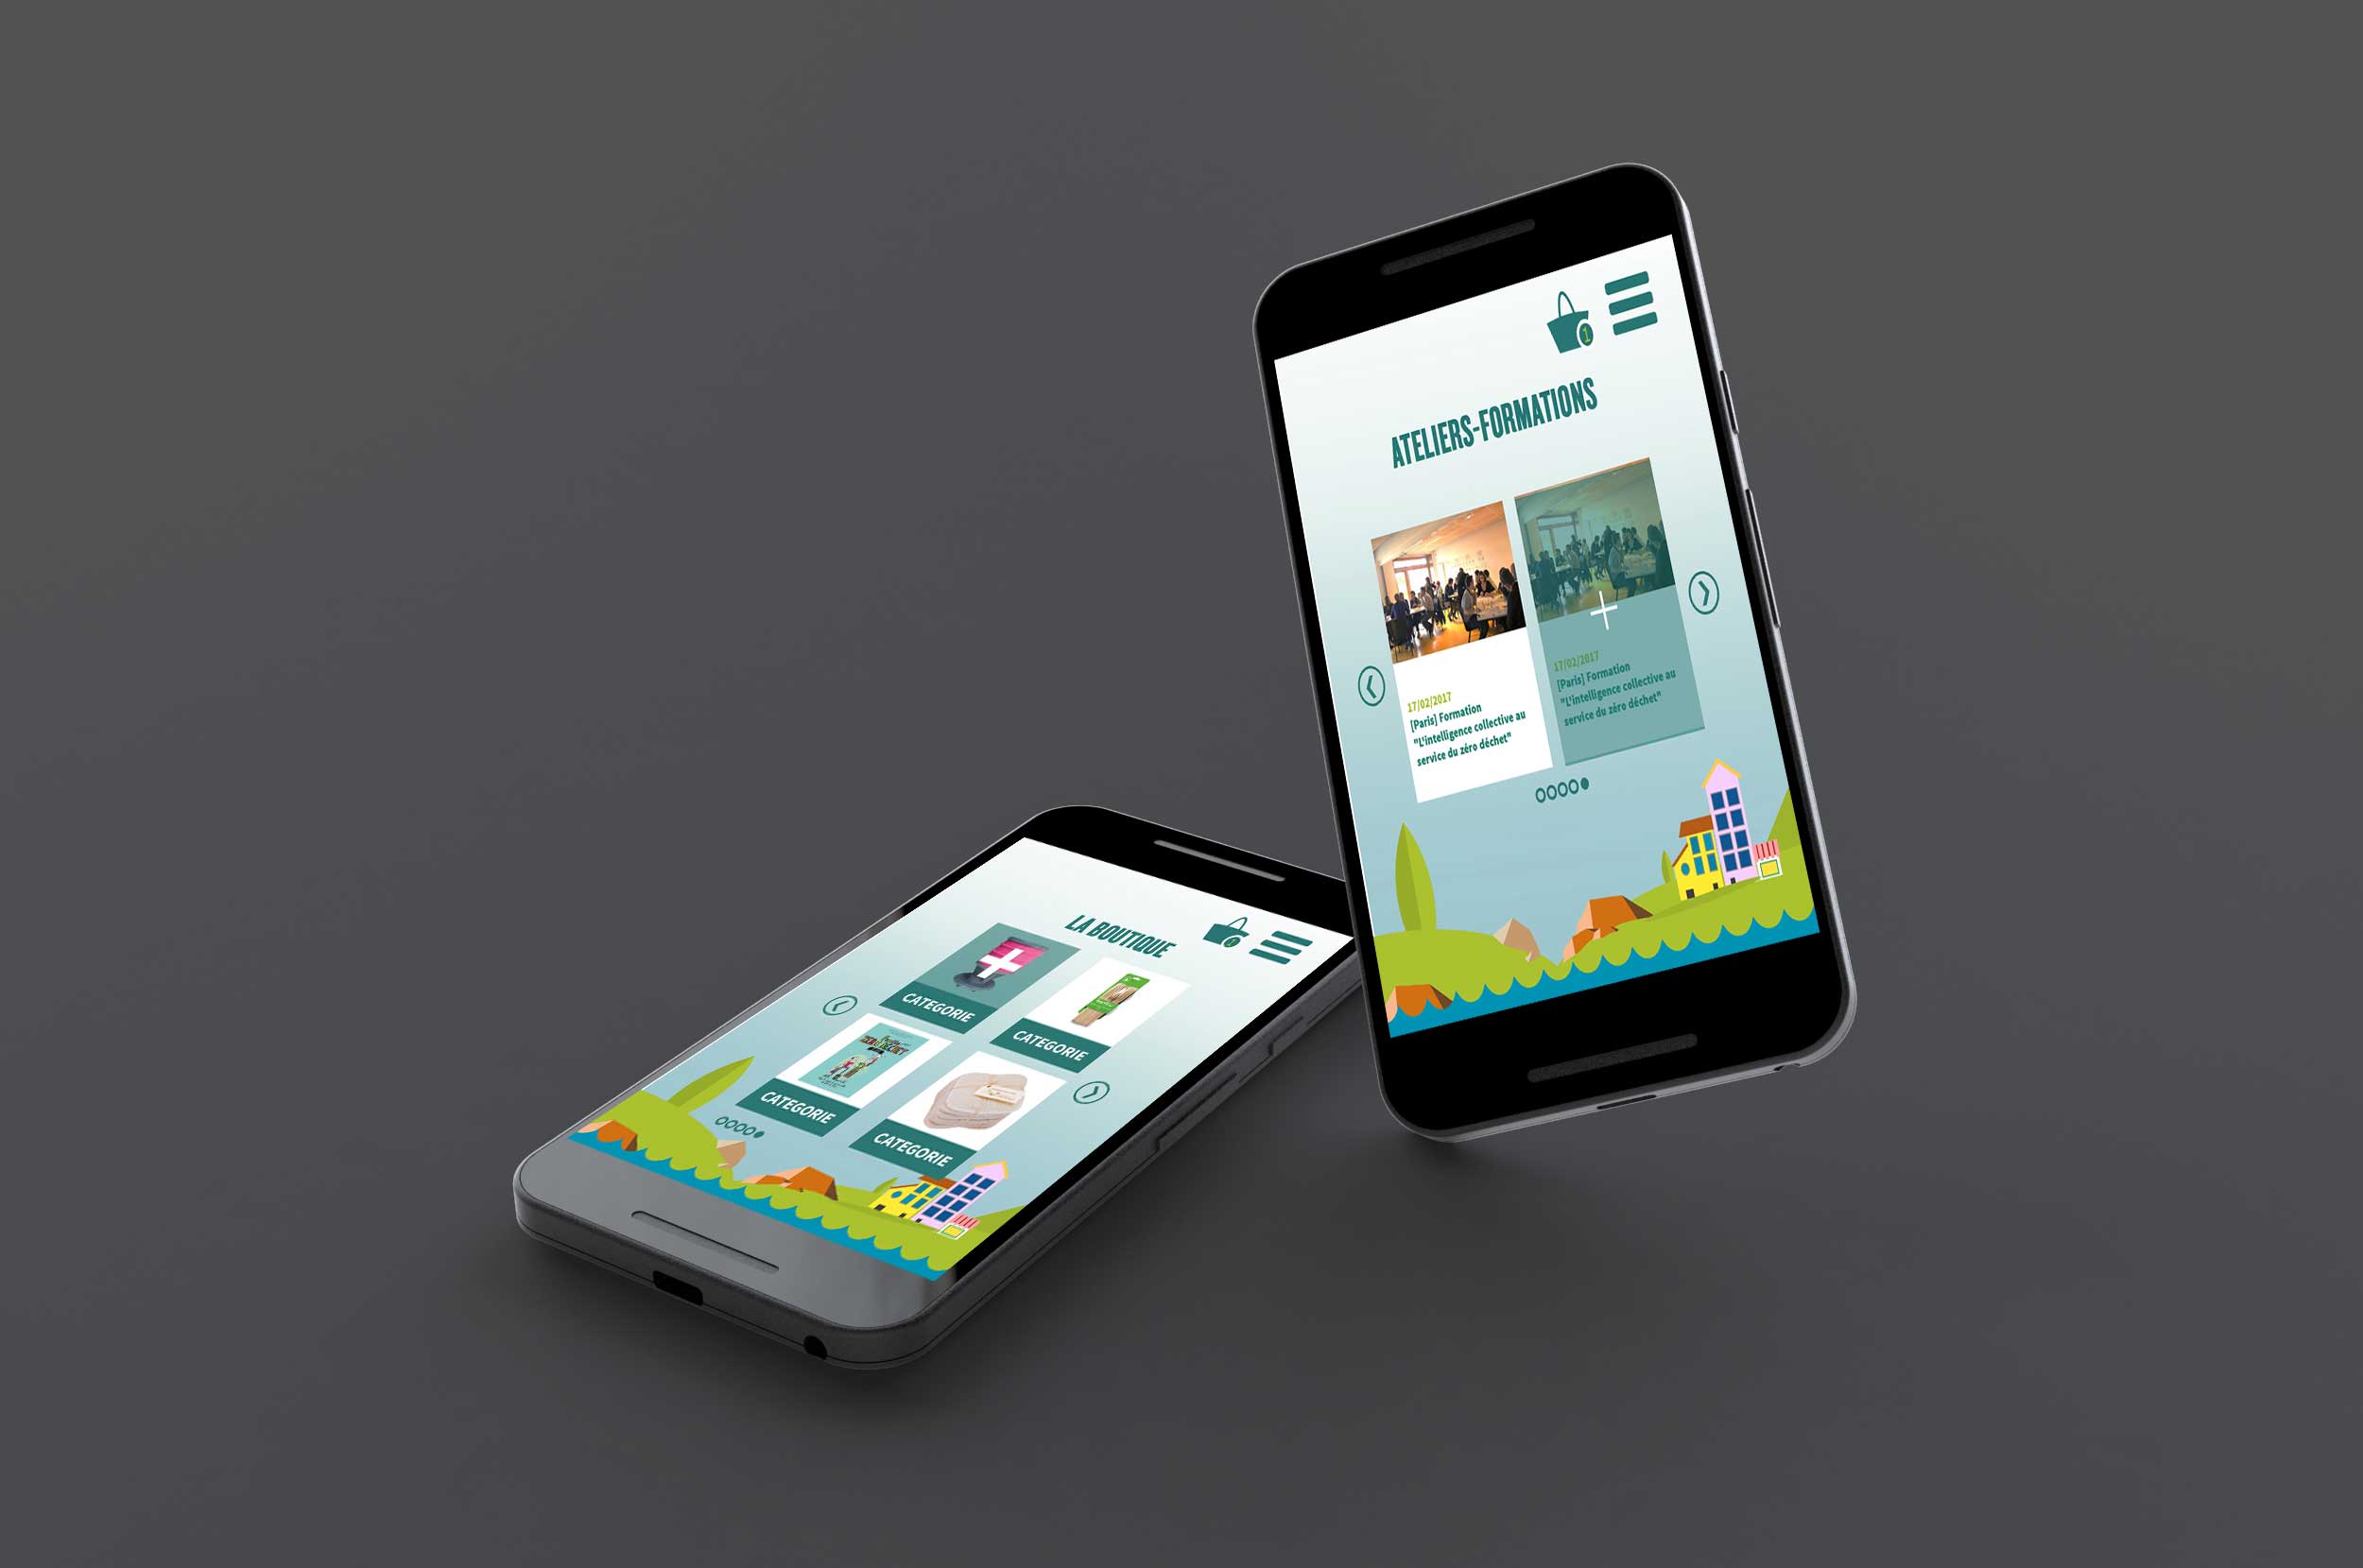 1
ATELIERS-FORMATIONS
17/02/2017
[Paris] Formation
"L'intelligence collective au
service du zéro déchet"
17/02/2017
[Paris] Formation
"L'intelligence collective au
service du zéro déchet"
LA BOUTIQUE
CATEGORIE
CATEGORIE
CATEGORIE
CATEGORIE